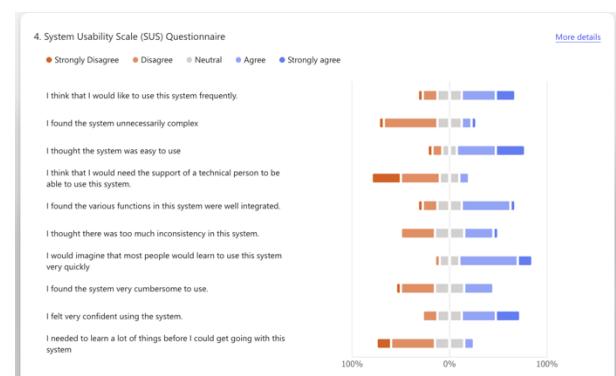 4. System Usability Scale (SUS) Questionnaire
More details
Strongly Disagree Disagree Neutral Agree Strongly agree
I think that I would like to use this system frequently.
I found the system unnecessarily complex
I thought the system was easy to use
I think that I would need the support of a technical person to be
able to use this system.
I found the various functions in this system were well integrated.
I thought there was too much inconsistency in this system.
I would imagine that most people would learn to use this system
very quickly
I found the system very cumbersome to use.
I felt very confident using the system.
I needed to learn a lot of things before I could get going with this
system
100% 0% 100%